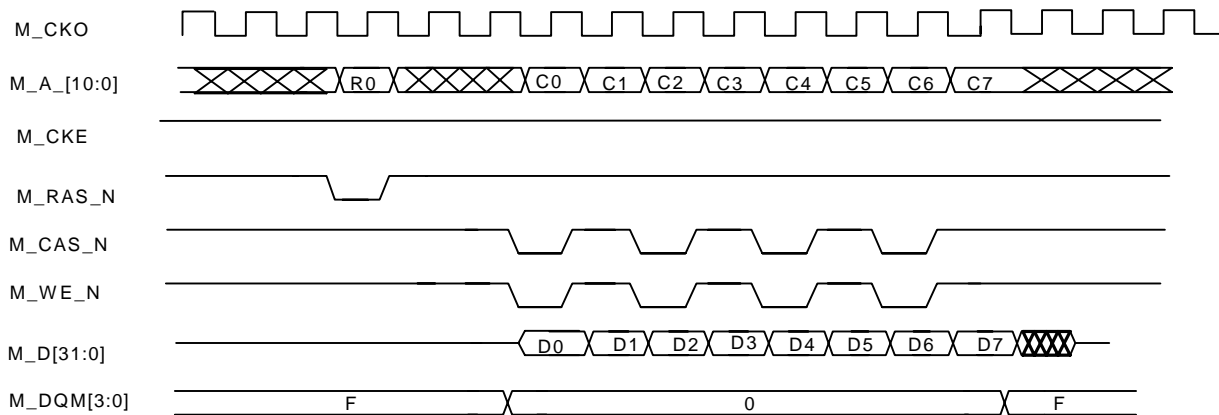 M_CKO
M_A_[10:0] R0 C0 C1 C2 C3 C4 C5 C6 C7
M_CKE
M_RAS_N
M_CAS_N
M_WE_N
M_D[31:0] D0 D1 D2 D3 D4 D5 D6 D7
M_DQM[3:0] F 0 F